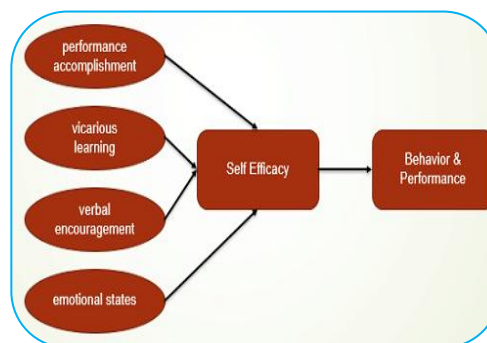 performance
accomplishment
vicarious
learning
verbal
encouragement
emotional states
Self Efficacy
Behavior &
Performance